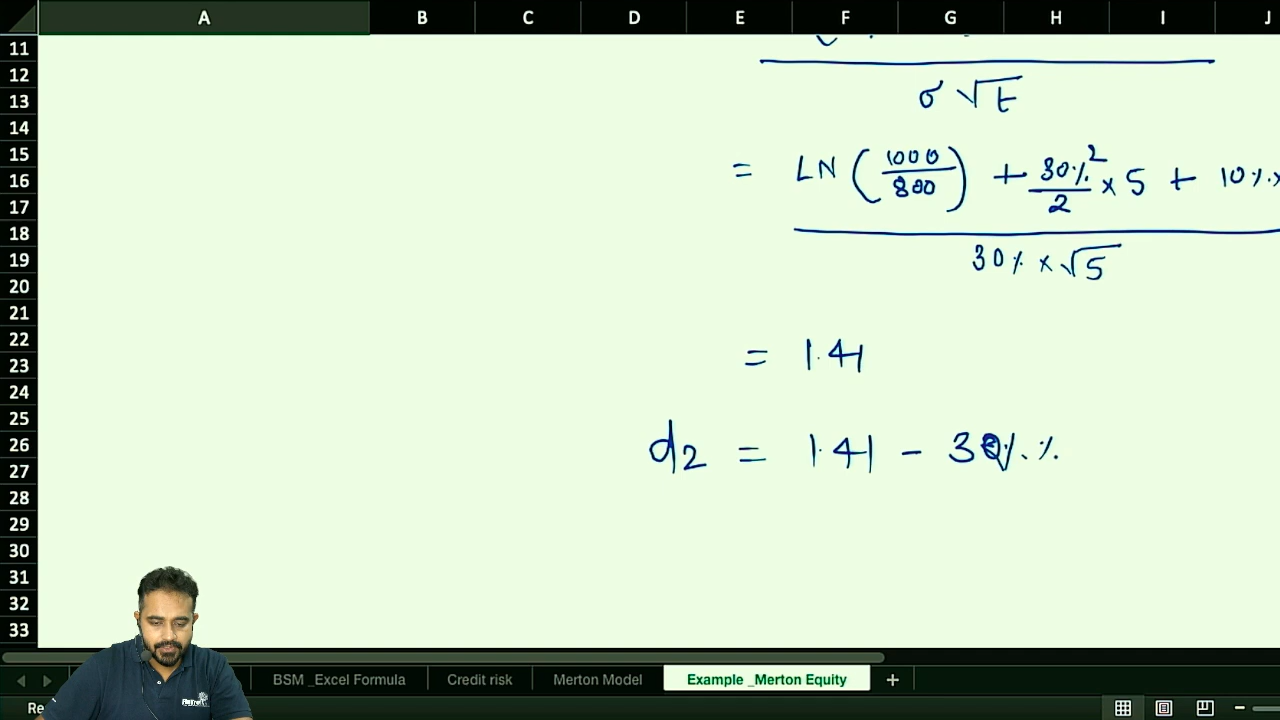 A B C D E F G H I J
11
12
13 σ √t
14
15 = LN (1000/800) + 30%²/2 × 5 + 10% ×
16
17
18
19 30% × √5
20
21
22
23 = 1.41
24
25
26 d2 = 1.41 - 30%
27
28
29
30
31
32
33
BSM _Excel Formula Credit risk Merton Model Example _Merton Equity +
Re